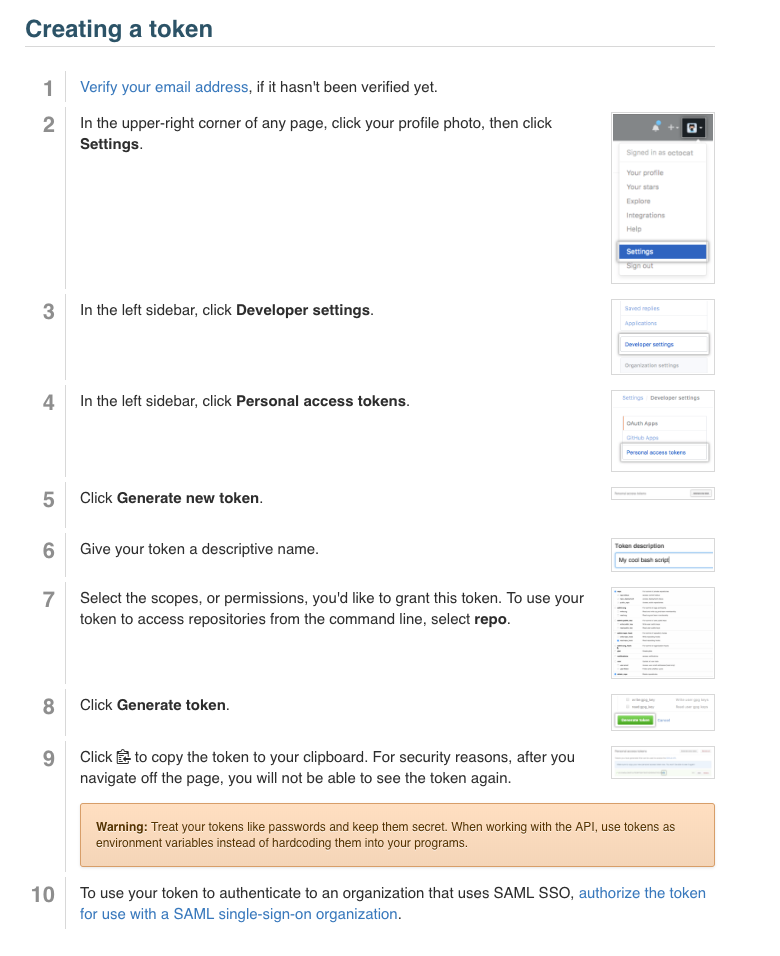 Creating a token
1
Verify your email address, if it hasn't been verified yet.
2
In the upper-right corner of any page, click your profile photo, then click
Settings.
Signed in as octocat
Your profile
Your stars
Explore
Integrations
Help
Settings
Sign out
3
In the left sidebar, click Developer settings.
Saved replies
Applications
Developer settings
Organization settings
4
In the left sidebar, click Personal access tokens.
Settings Developer settings
OAuth Apps
GitHub Apps
Personal access tokens
5
Click Generate new token.
6
Give your token a descriptive name.
Token description
My cool bash script
7
Select the scopes, or permissions, you'd like to grant this token. To use your
token to access repositories from the command line, select repo.
8
Click Generate token.
Generate token Cancel
9
Click to copy the token to your clipboard. For security reasons, after you
navigate off the page, you will not be able to see the token again.
Warning: Treat your tokens like passwords and keep them secret. When working with the API, use tokens as
environment variables instead of hardcoding them into your programs.
10
To use your token to authenticate to an organization that uses SAML SSO, authorize the token
for use with a SAML single-sign-on organization.